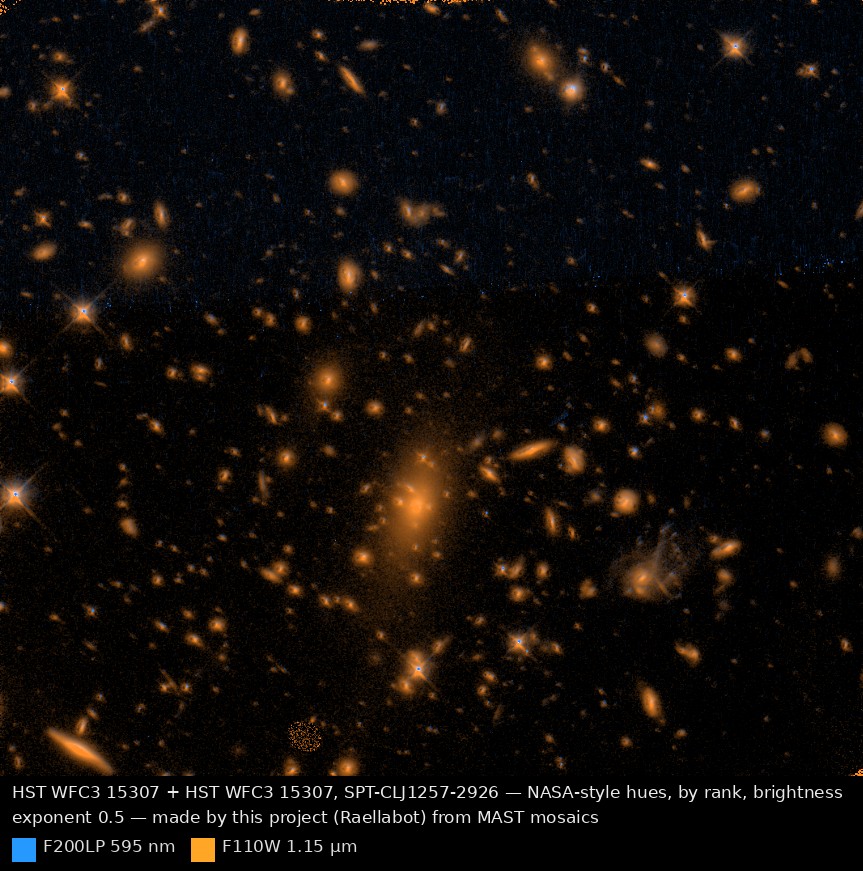 HST WFC3 15307 + HST WFC3 15307, SPT-CLJ1257-2926 — NASA-style hues, by rank, brightness
exponent 0.5 — made by this project (Raellabot) from MAST mosaics
F200LP 595 nm F110W 1.15 µm